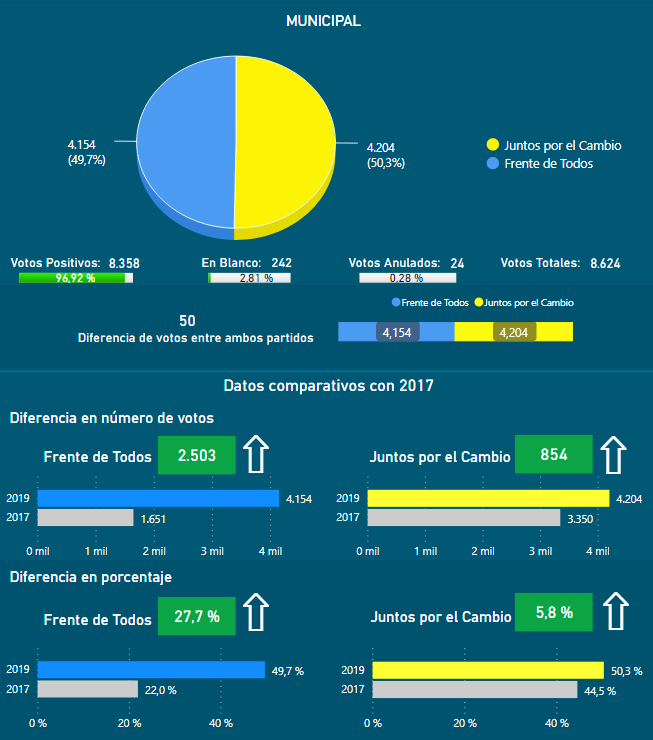 MUNICIPAL
4.154
(49,7%)
4.204
(50,3%)
Juntos por el Cambio
Frente de Todos
Votos Positivos: 8.358
96,92 %
En Blanco: 242
2,81 %
Votos Anulados: 24
0,28 %
Votos Totales: 8.624
50
Diferencia de votos entre ambos partidos
Frente de Todos Juntos por el Cambio
4,154 4,204
Datos comparativos con 2017
Diferencia en número de votos
Frente de Todos 2.503
2019 4.154
2017 1.651
0 mil 1 mil 2 mil 3 mil 4 mil
Juntos por el Cambio 854
2019 4.204
2017 3.350
0 mil 1 mil 2 mil 3 mil 4 mil
Diferencia en porcentaje
Frente de Todos 27,7 %
2019 49,7 %
2017 22,0 %
0 % 20 % 40 %
Juntos por el Cambio 5,8 %
2019 50,3 %
2017 44,5 %
0 % 20 % 40 %